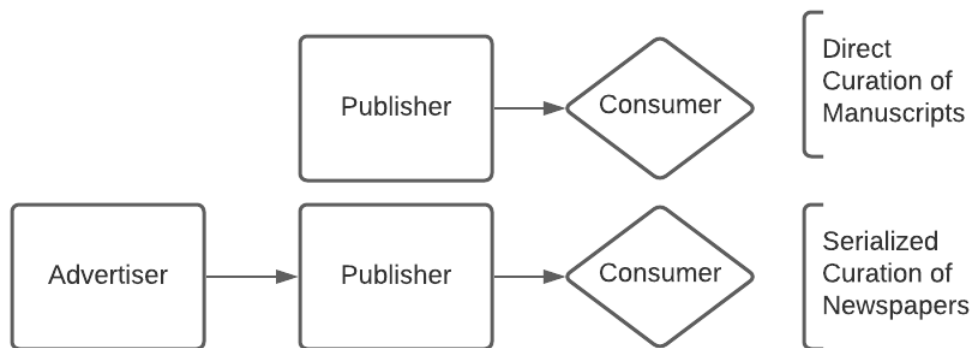 Publisher
Consumer
Direct
Curation of
Manuscripts
Advertiser
Publisher
Consumer
Serialized
Curation of
Newspapers